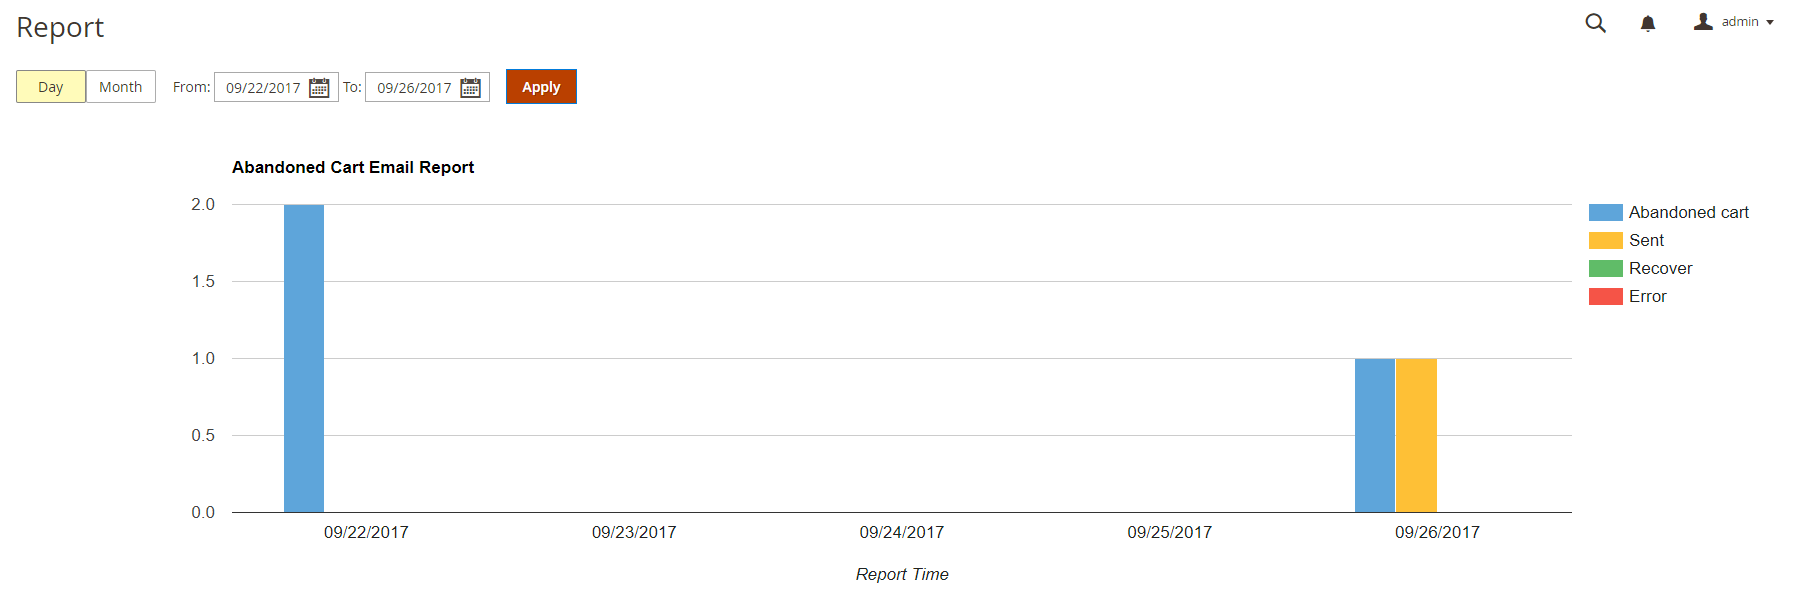 Report
admin
Day Month From: 09/22/2017 To: 09/26/2017 Apply
Abandoned Cart Email Report
2.0
1.5
1.0
0.5
0.0
09/22/2017 09/23/2017 09/24/2017 09/25/2017 09/26/2017
Report Time
Abandoned cart
Sent
Recover
Error